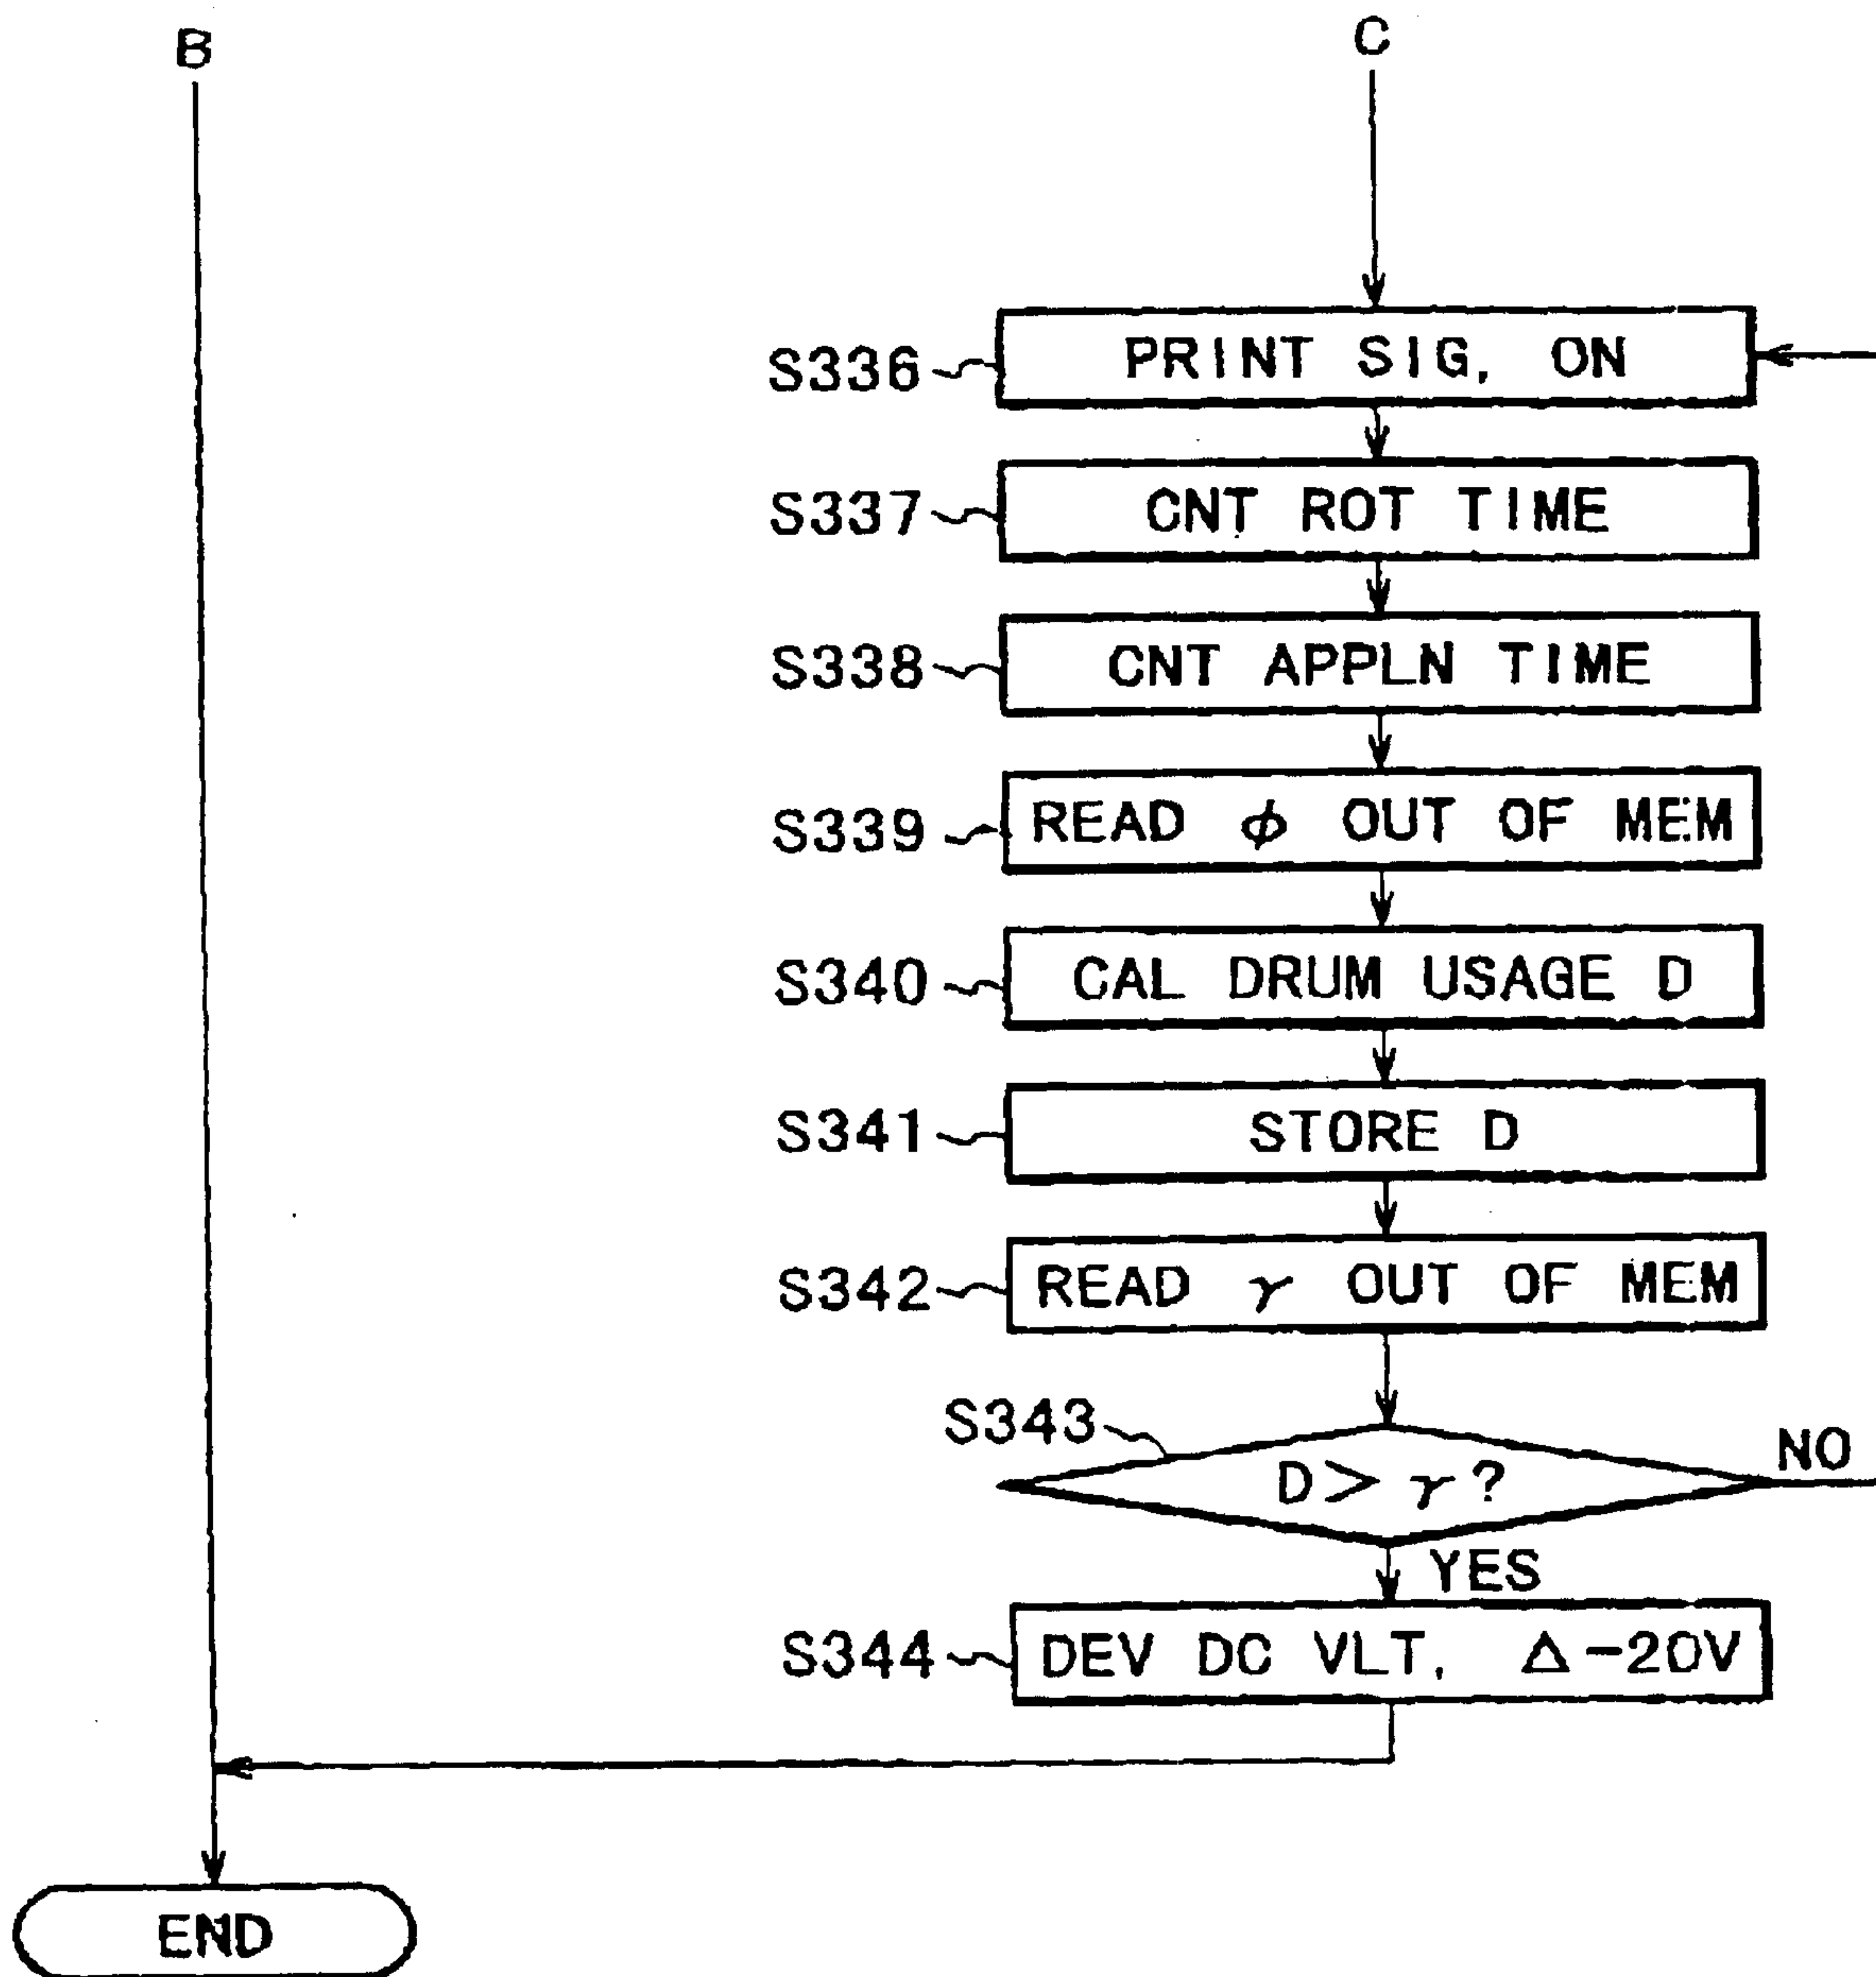 B
C
S336
PRINT SIG, ON
S337
CNT ROT TIME
S338
CNT APPLN TIME
S339
READ ϕ OUT OF MEM
S340
CAL DRUM USAGE D
S341
STORE D
S342
READ γ OUT OF MEM
S343
D> γ ?
NO
YES
S344
DEV DC VLT, Δ-20V
END